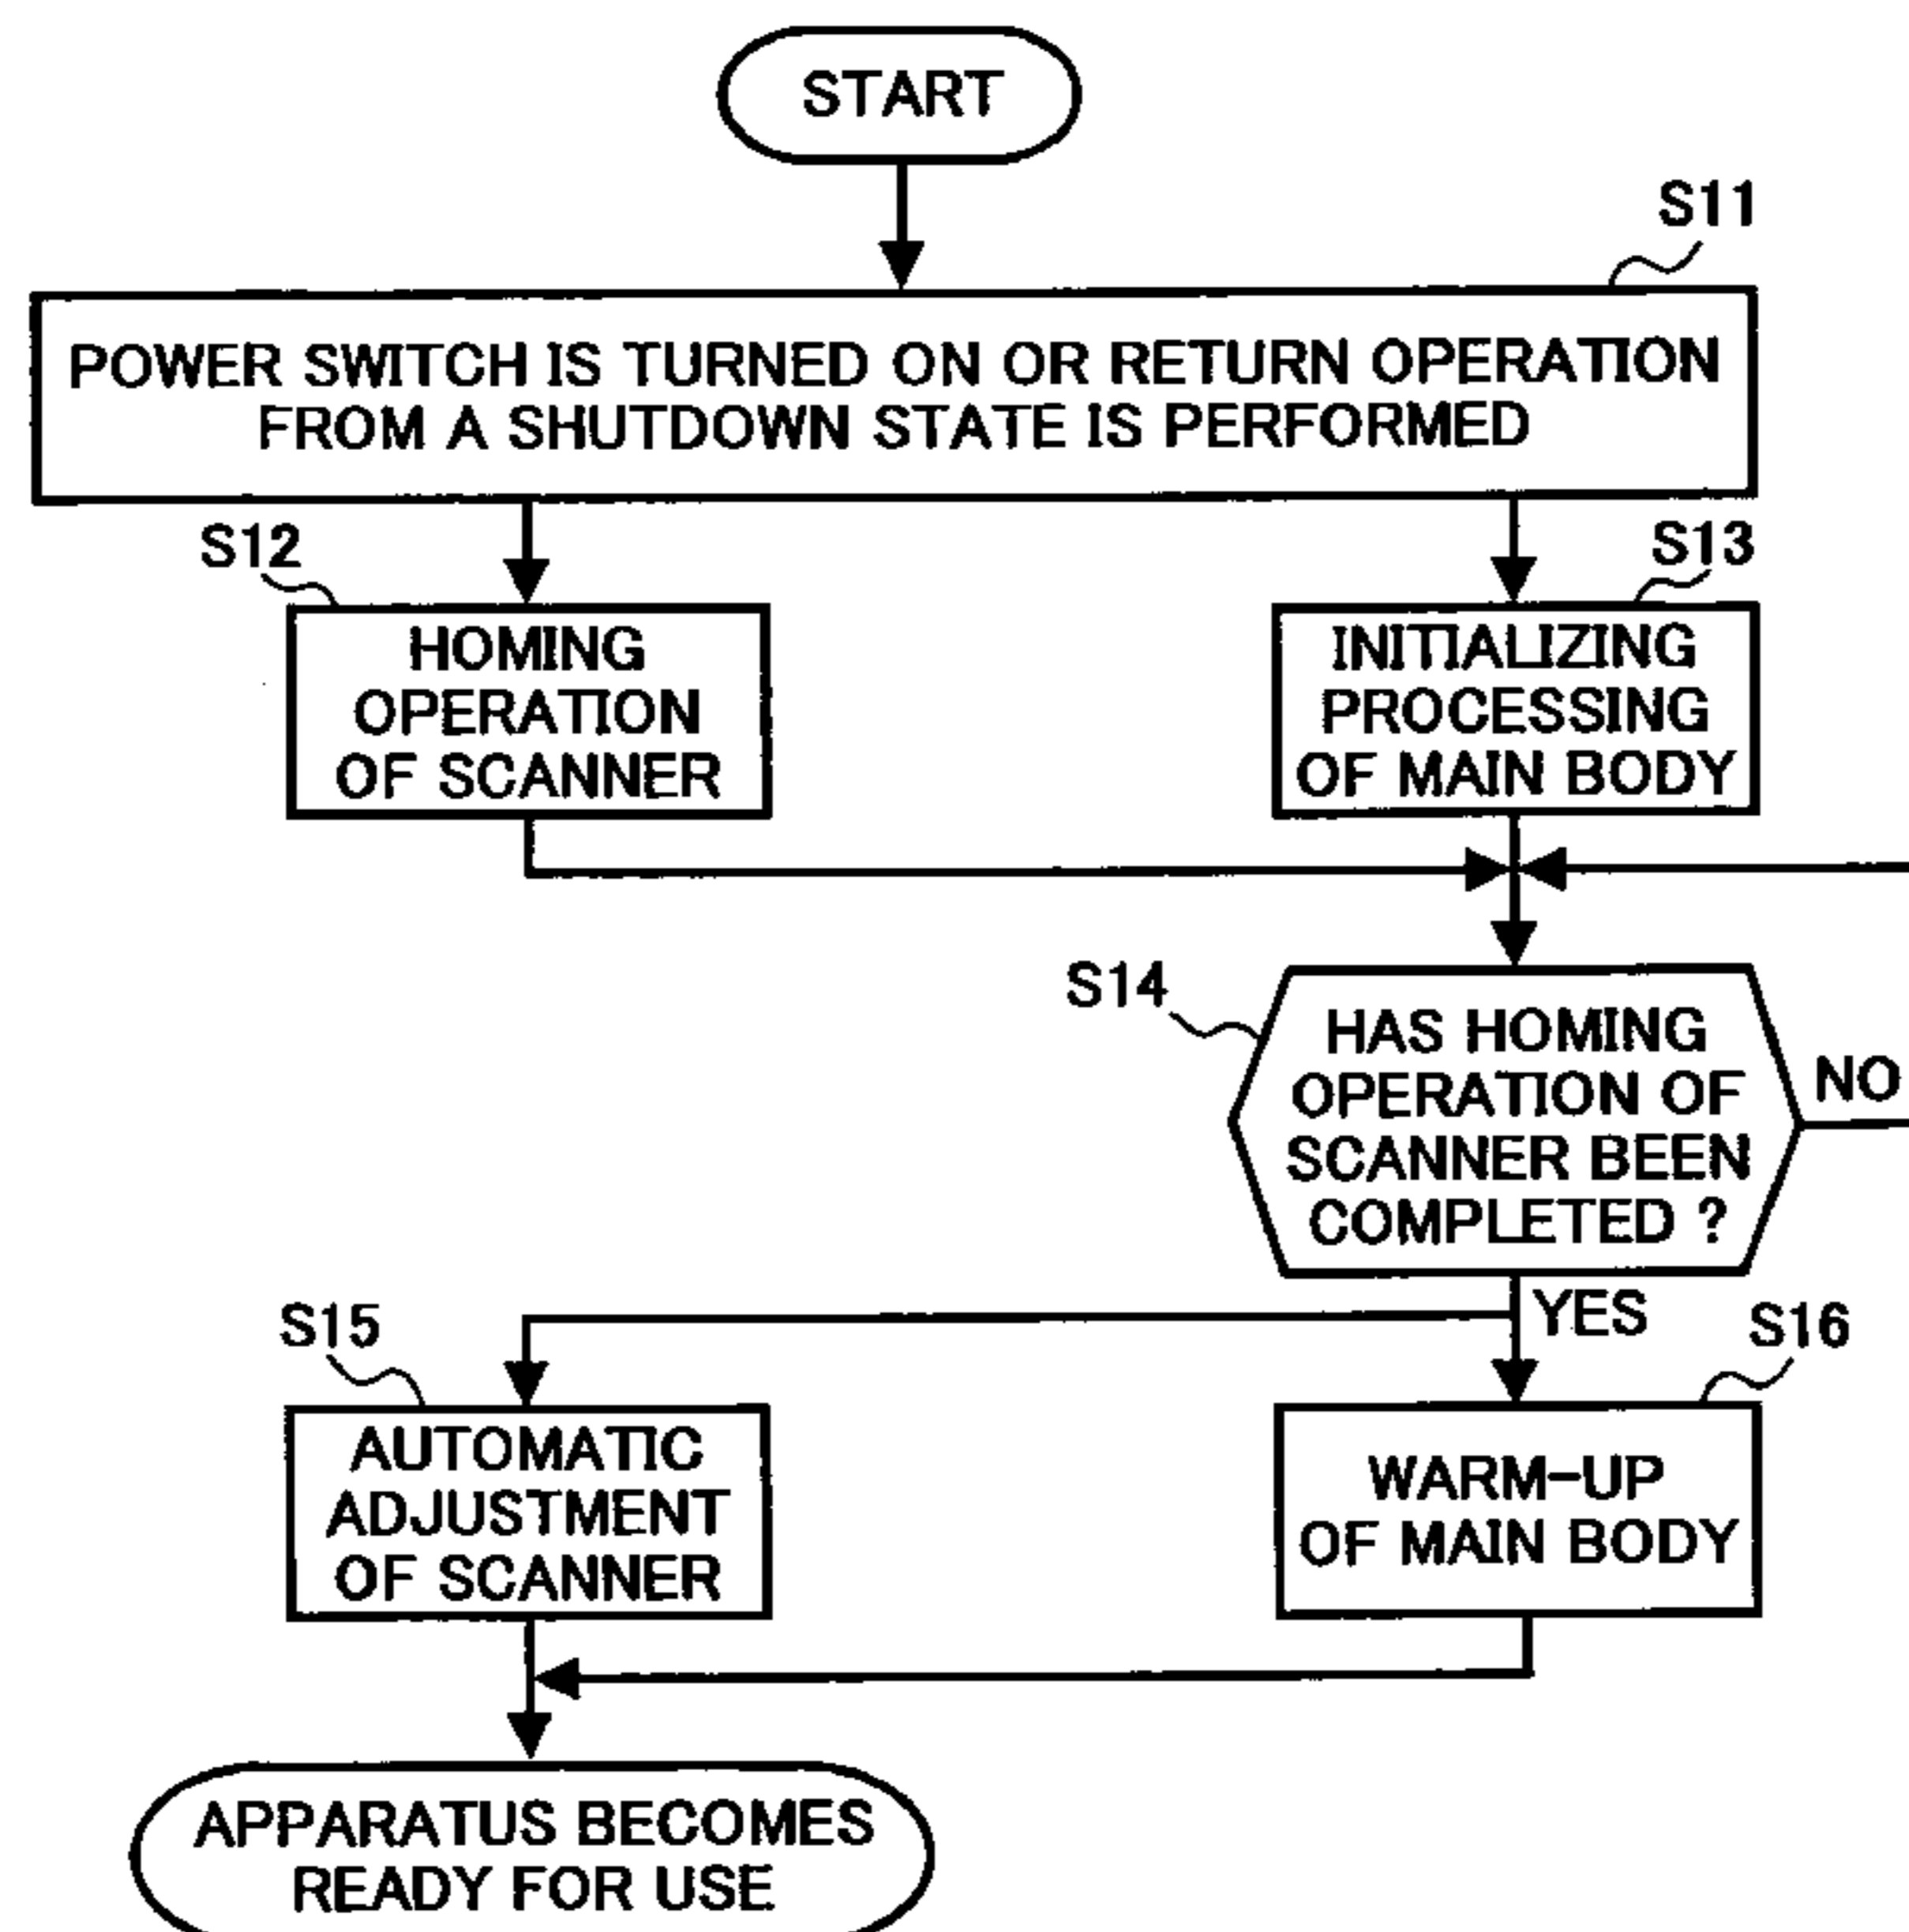 START
S11
POWER SWITCH IS TURNED ON OR RETURN OPERATION
FROM A SHUTDOWN STATE IS PERFORMED
S12
HOMING
OPERATION
OF SCANNER
S13
INITIALIZING
PROCESSING
OF MAIN BODY
S14
HAS HOMING
OPERATION OF
SCANNER BEEN
COMPLETED ?
NO
YES
S15
AUTOMATIC
ADJUSTMENT
OF SCANNER
S16
WARM-UP
OF MAIN BODY
APPARATUS BECOMES
READY FOR USE